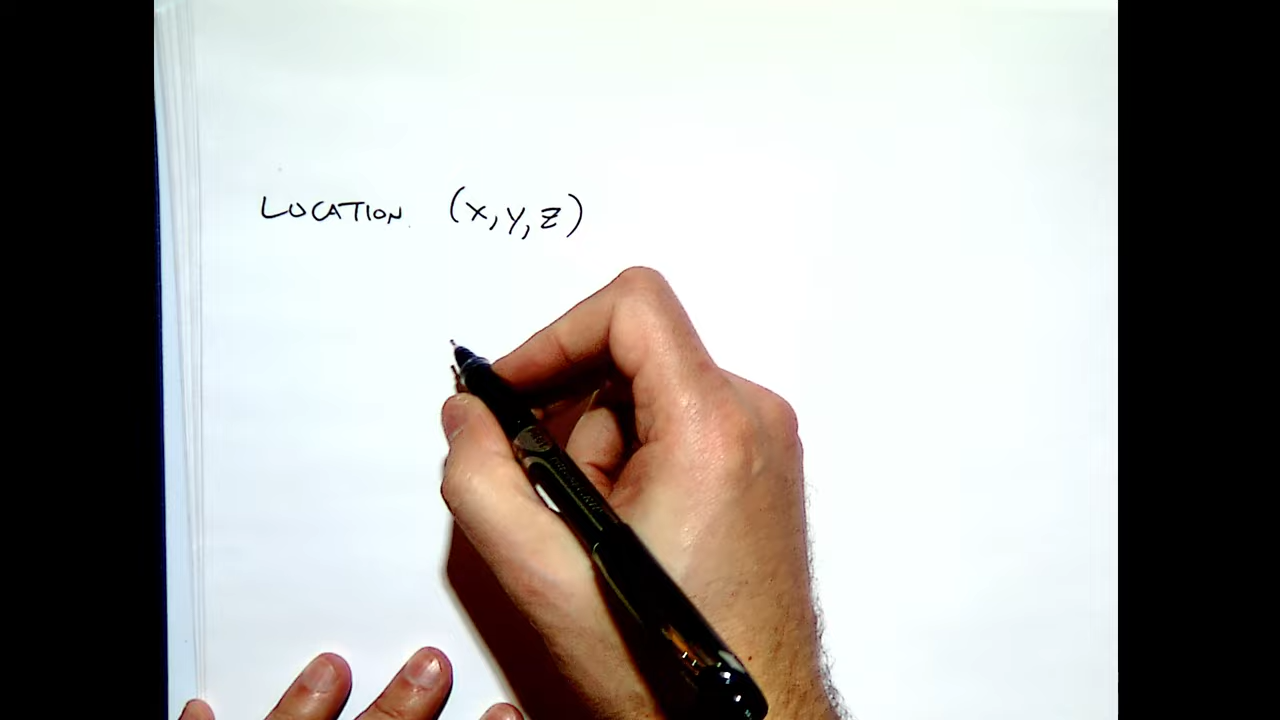 LOCATION (x, y, z)